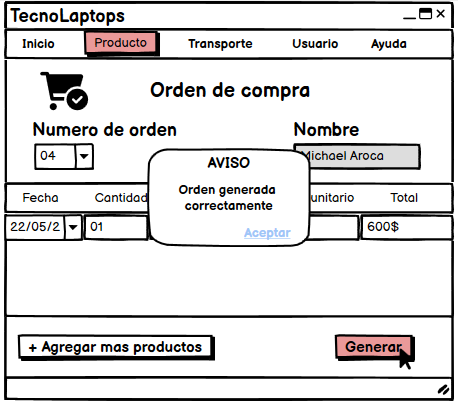 TecnoLaptops
Inicio Producto Transporte Usuario Ayuda
Orden de compra
Numero de orden Nombre
04 Michael Aroca
AVISO
Orden generada
correctamente
Aceptar
Fecha Cantidad unitario Total
22/05/2 01 600$
+ Agregar mas productos Generar